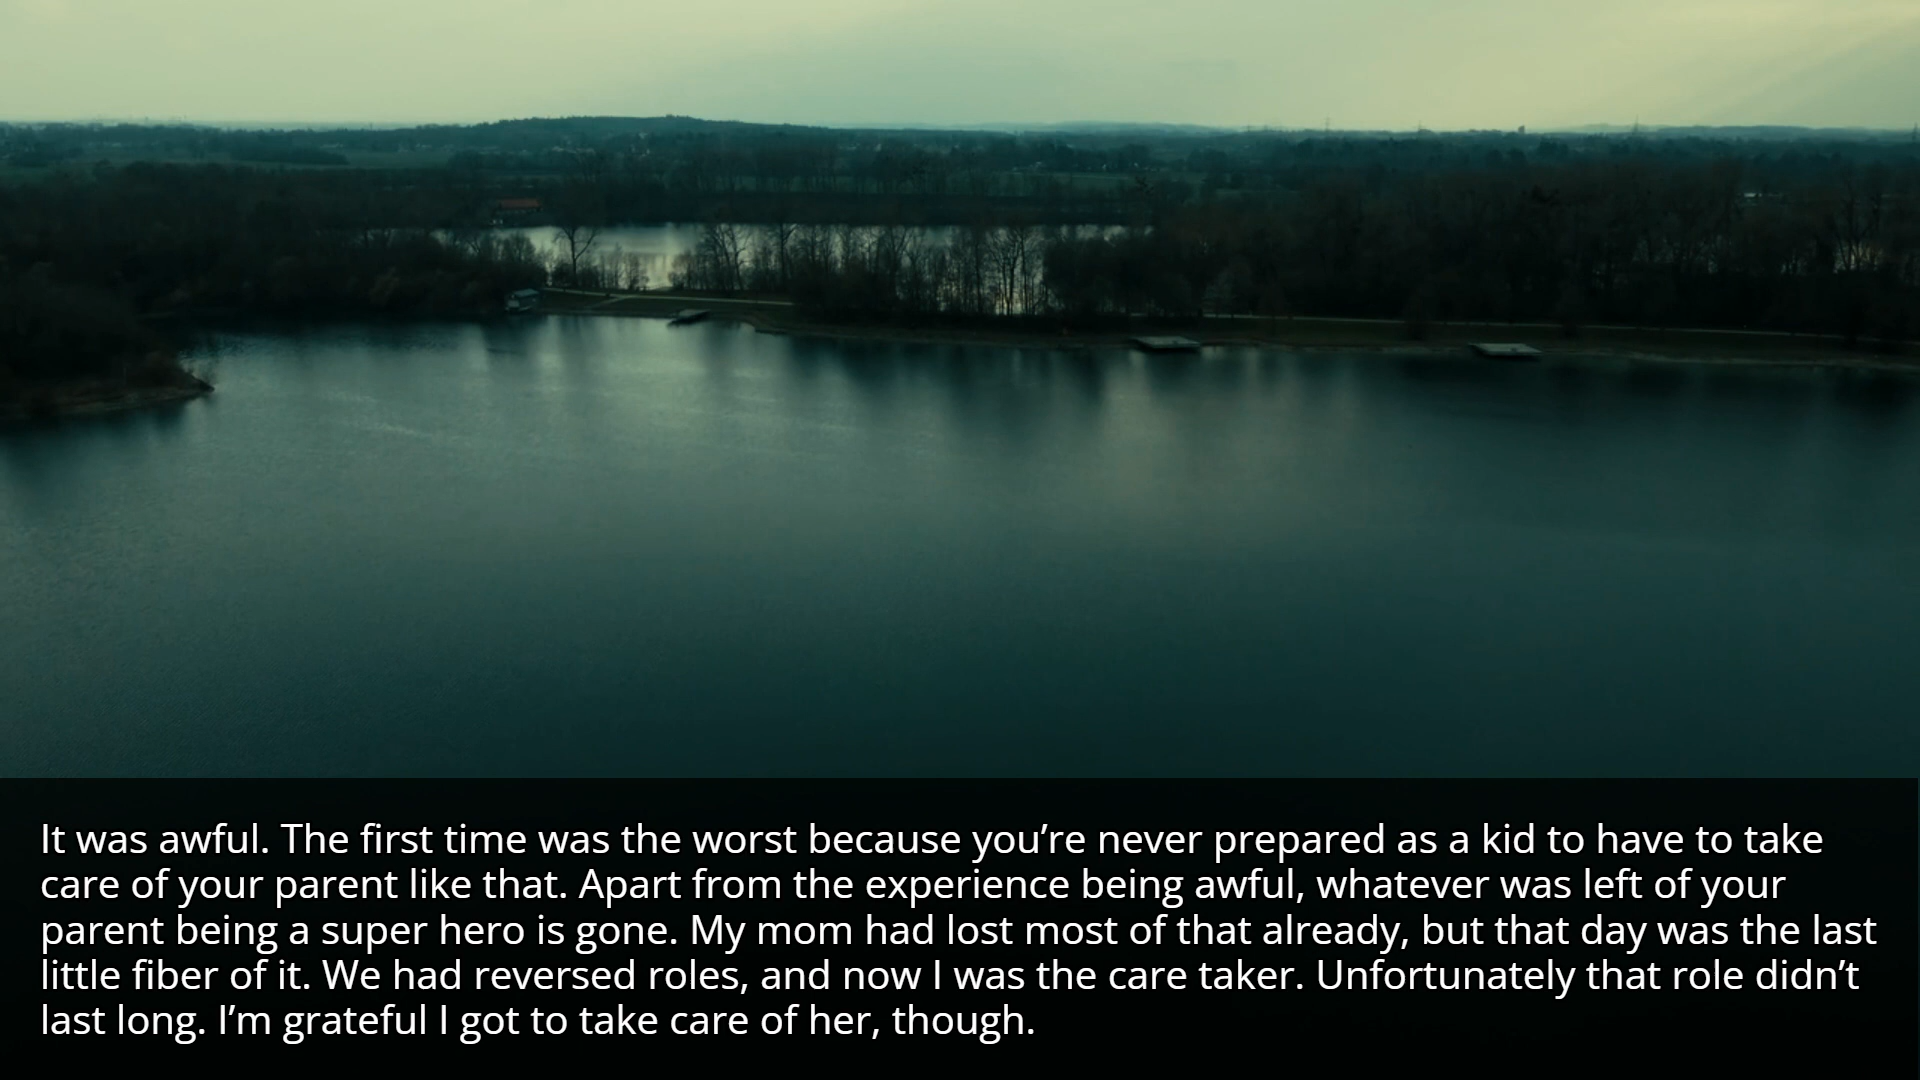 It was awful. The first time was the worst because you’re never prepared as a kid to have to take
care of your parent like that. Apart from the experience being awful, whatever was left of your
parent being a super hero is gone. My mom had lost most of that already, but that day was the last
little fiber of it. We had reversed roles, and now I was the care taker. Unfortunately that role didn’t
last long. I’m grateful I got to take care of her, though.